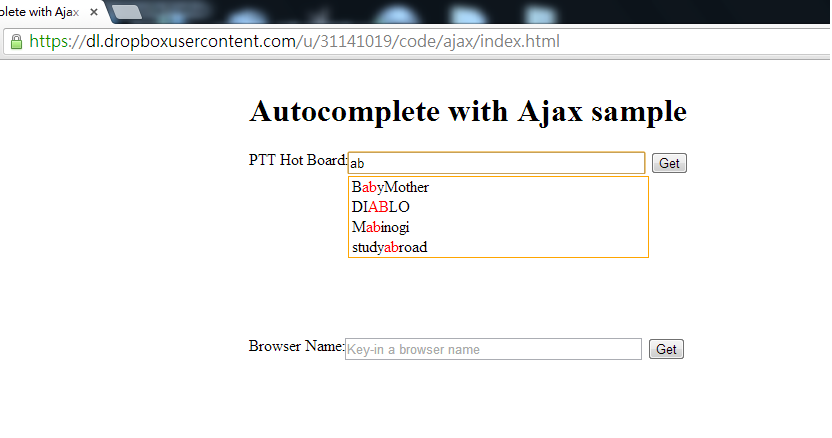 plete with Ajax ×
https://dl.dropboxusercontent.com/u/31141019/code/ajax/index.html
Autocomplete with Ajax sample
PTT Hot Board: ab Get
BabyMother
DIABLO
Mabinogi
studyabroad
Browser Name: Key-in a browser name Get